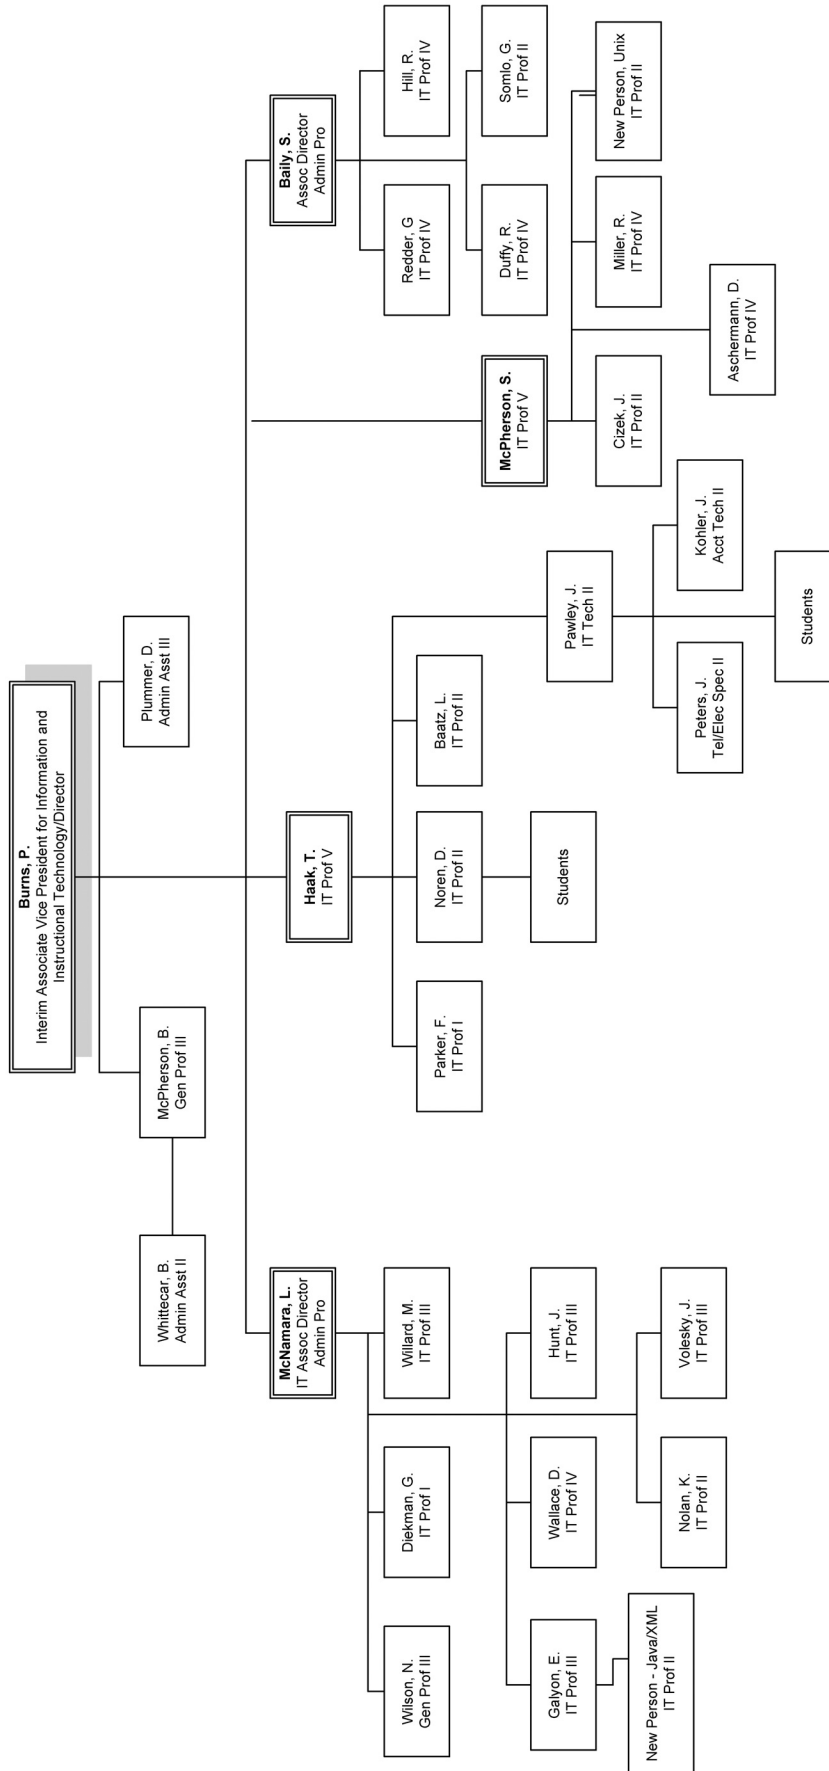 Burns, P.
Interim Associate Vice President for Information and
Instructional Technology/Director
Whittecar, B.
Admin Asst II
McPherson, B.
Gen Prof III
Plummer, D.
Admin Asst III
McNamara, L.
IT Assoc Director
Admin Pro
Haak, T.
IT Prof V
McPherson, S.
IT Prof V
Baily, S.
Assoc Director
Admin Pro
Wilson, N.
Gen Prof III
Diekman, G.
IT Prof I
Willard, M.
IT Prof III
Galyon, E.
IT Prof III
Wallace, D.
IT Prof IV
Hunt, J.
IT Prof III
New Person - Java/XML
IT Prof II
Nolan, K.
IT Prof II
Volesky, J.
IT Prof III
Parker, F.
IT Prof I
Noren, D.
IT Prof II
Baatz, L.
IT Prof II
Students
Pawley, J.
IT Tech II
Peters, J.
Tel/Elec Spec II
Kohler, J.
Acct Tech II
Students
Cizek, J.
IT Prof II
Miller, R.
IT Prof IV
New Person, Unix
IT Prof II
Aschermann, D.
IT Prof IV
Redder, G
IT Prof IV
Hill, R.
IT Prof IV
Duffy, R.
IT Prof IV
Somlo, G.
IT Prof II